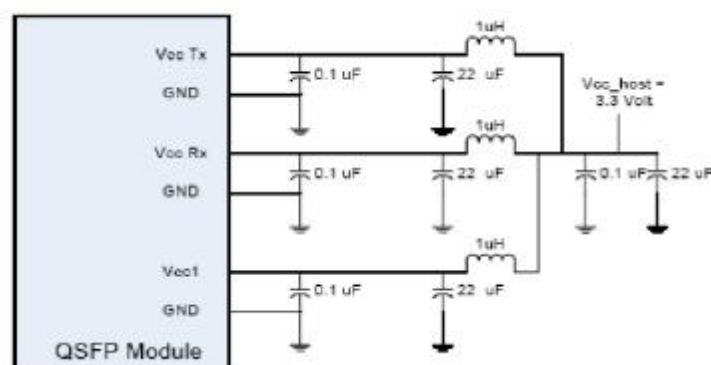 1uH
Vcc Tx
0.1 uF
22 uF
GND
Vcc_host =
3.3 Volt
1uH
Vcc Rx
0.1 uF
22 uF
0.1 uF
22 uF
GND
1uH
Vcc1
0.1 uF
22 uF
GND
QSFP Module